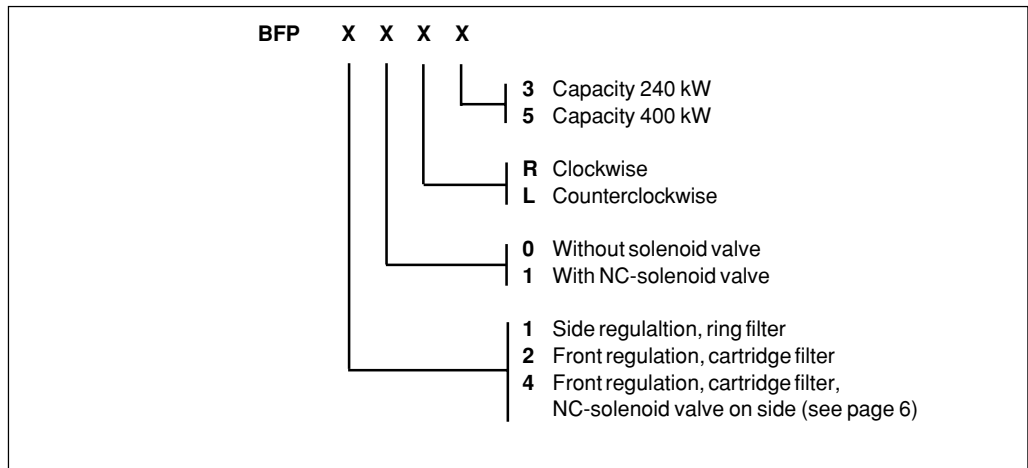 BFP X X X X
3 Capacity 240 kW
5 Capacity 400 kW
R Clockwise
L Counterclockwise
0 Without solenoid valve
1 With NC-solenoid valve
1 Side regulaltion, ring filter
2 Front regulation, cartridge filter
4 Front regulation, cartridge filter,
NC-solenoid valve on side (see page 6)